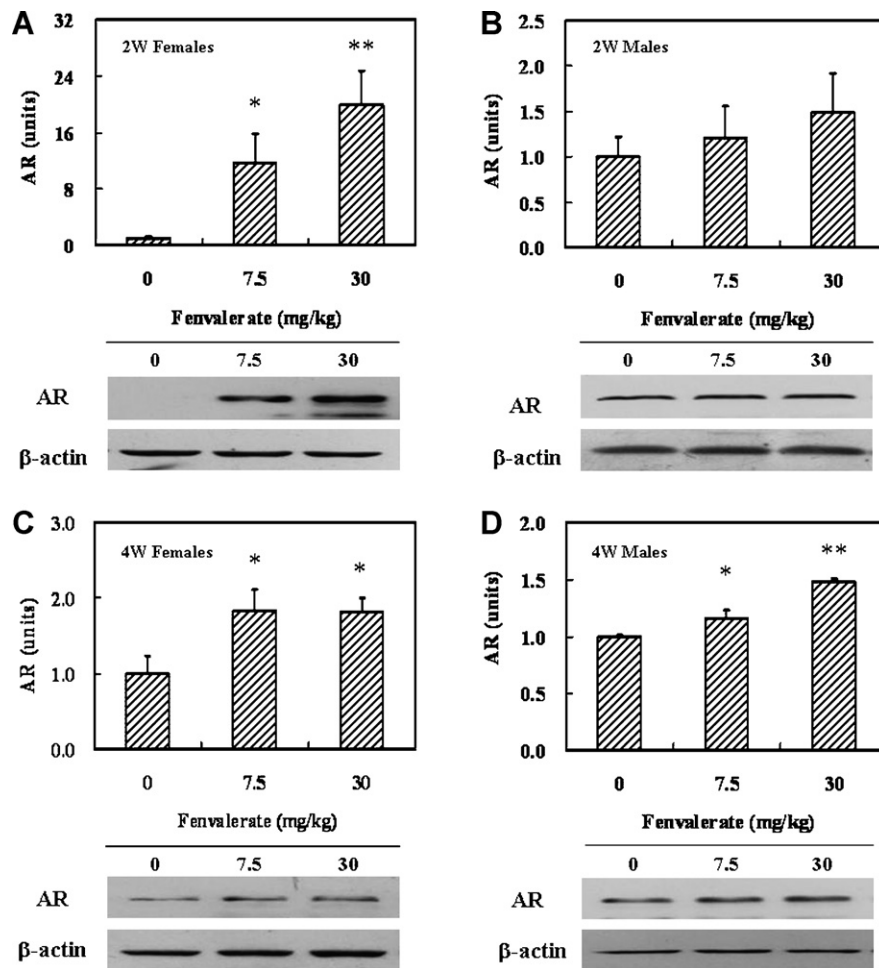 A
2W Females
AR (units)
32
24
16
8
0
*
**
0 7.5 30
Fenvalerate (mg/kg)
0 7.5 30
AR
β-actin
B
2W Males
AR (units)
2.5
2.0
1.5
1.0
0.5
0.0
0 7.5 30
Fenvalerate (mg/kg)
0 7.5 30
AR
β-actin
C
4W Females
AR (units)
3.0
2.0
1.0
0.0
* *
0 7.5 30
Fenvalerate (mg/kg)
0 7.5 30
AR
β-actin
D
4W Males
AR (units)
2.0
1.5
1.0
0.5
0.0
*
**
0 7.5 30
Fenvalerate (mg/kg)
0 7.5 30
AR
β-actin